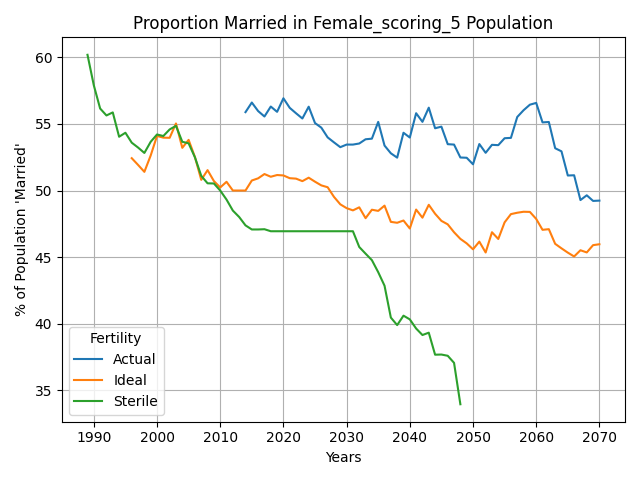 Proportion Married in Female_scoring_5 Population
% of Population 'Married'
60
55
50
45
40
35
Fertility
Actual
Ideal
Sterile
1990 2000 2010 2020 2030 2040 2050 2060 2070
Years